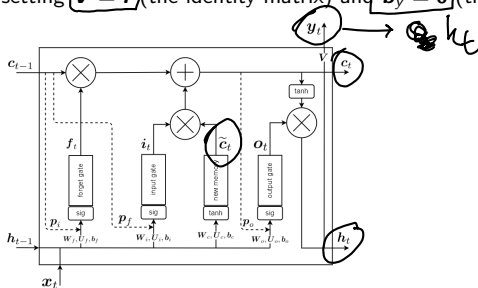 setting V = I (the identity matrix) and b_y = 0 (th
y_t h_t
V
c_{t-1} c_t
tanh
f_t i_t c̃_t o_t
forget gate input gate new memory output gate
sig sig tanh sig
p_i p_f p_o
h_{t-1} W_f, U_f, b_f W_i, U_i, b_i W_c, U_c, b_c W_o, U_o, b_o h_t
x_t